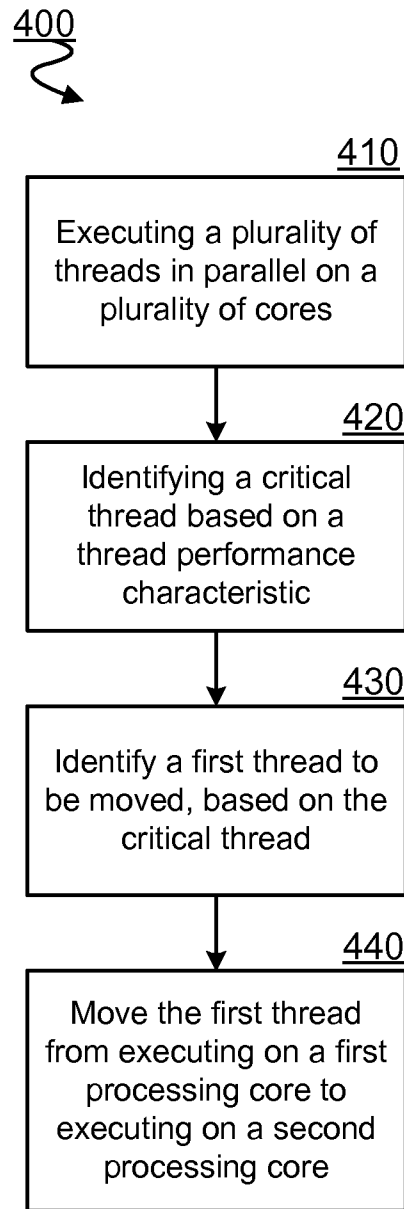 400
410
Executing a plurality of
threads in parallel on a
plurality of cores
420
Identifying a critical
thread based on a
thread performance
characteristic
430
Identify a first thread to
be moved, based on the
critical thread
440
Move the first thread
from executing on a first
processing core to
executing on a second
processing core